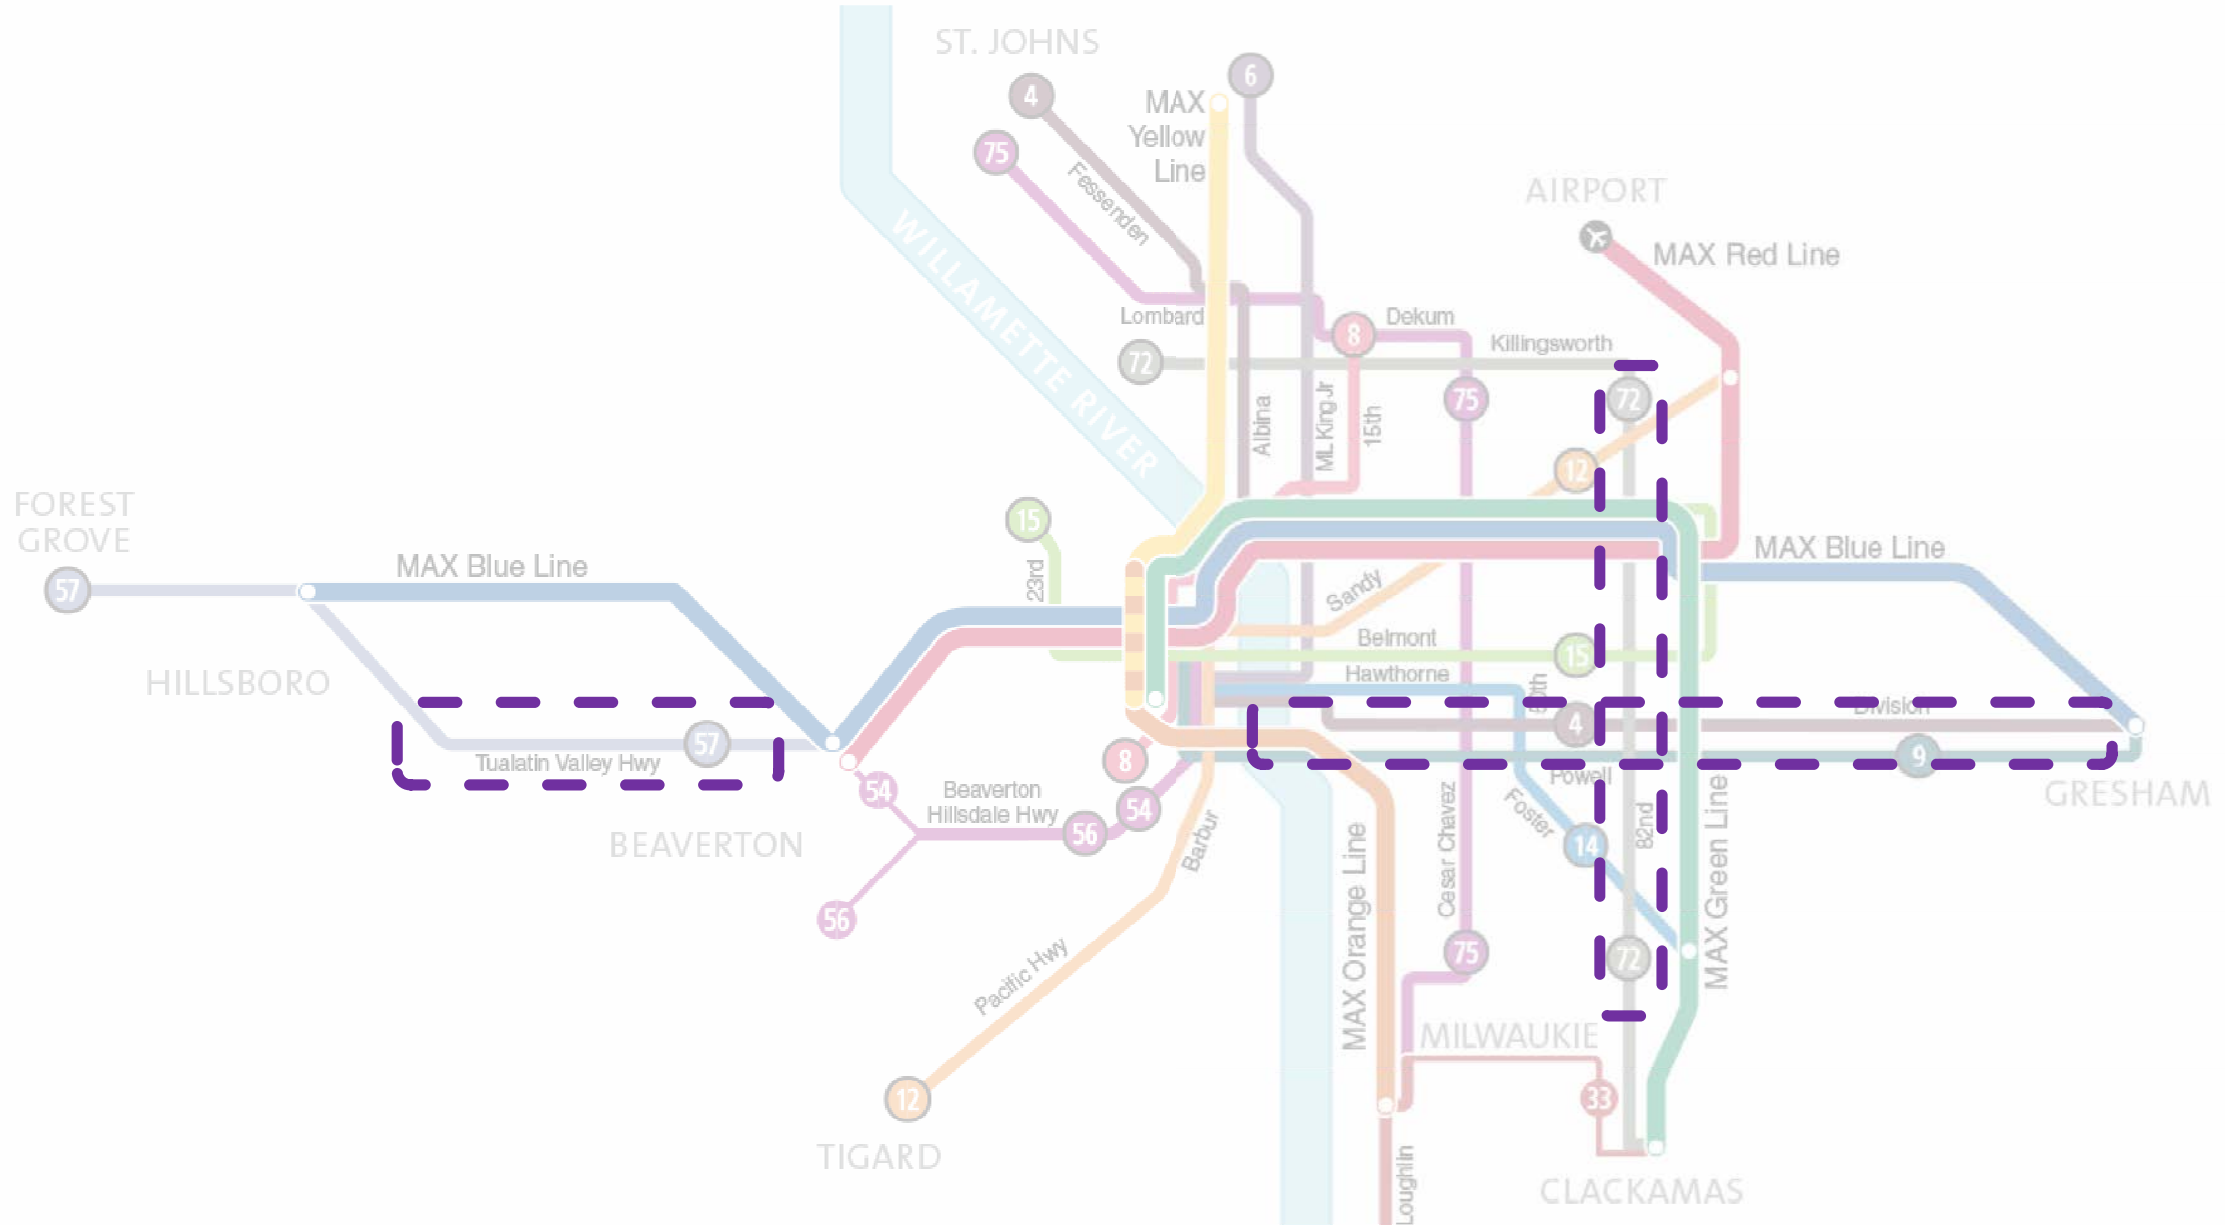 ST. JOHNS
4
6
75
MAX
Yellow
Line
Fessenden
WILLAMETTE RIVER
AIRPORT
MAX Red Line
Lombard
8
Dekum
72
Killingsworth
75
72
Albina
ML King Jr
15th
12
FOREST
GROVE
57
MAX Blue Line
15
23rd
MAX Blue Line
Sandy
Belmont
15
Hawthorne
HILLSBORO
57
Tualatin Valley Hwy
4
Division
9
Powell
GRESHAM
8
54
Beaverton
Hillsdale Hwy
54
56
BEAVERTON
56
Barbur
Pacific Hwy
12
TIGARD
MAX Orange Line
Cesar Chavez
Foster
14
82nd
MAX Green Line
75
72
MILWAUKIE
33
CLACKAMAS
Loughlin